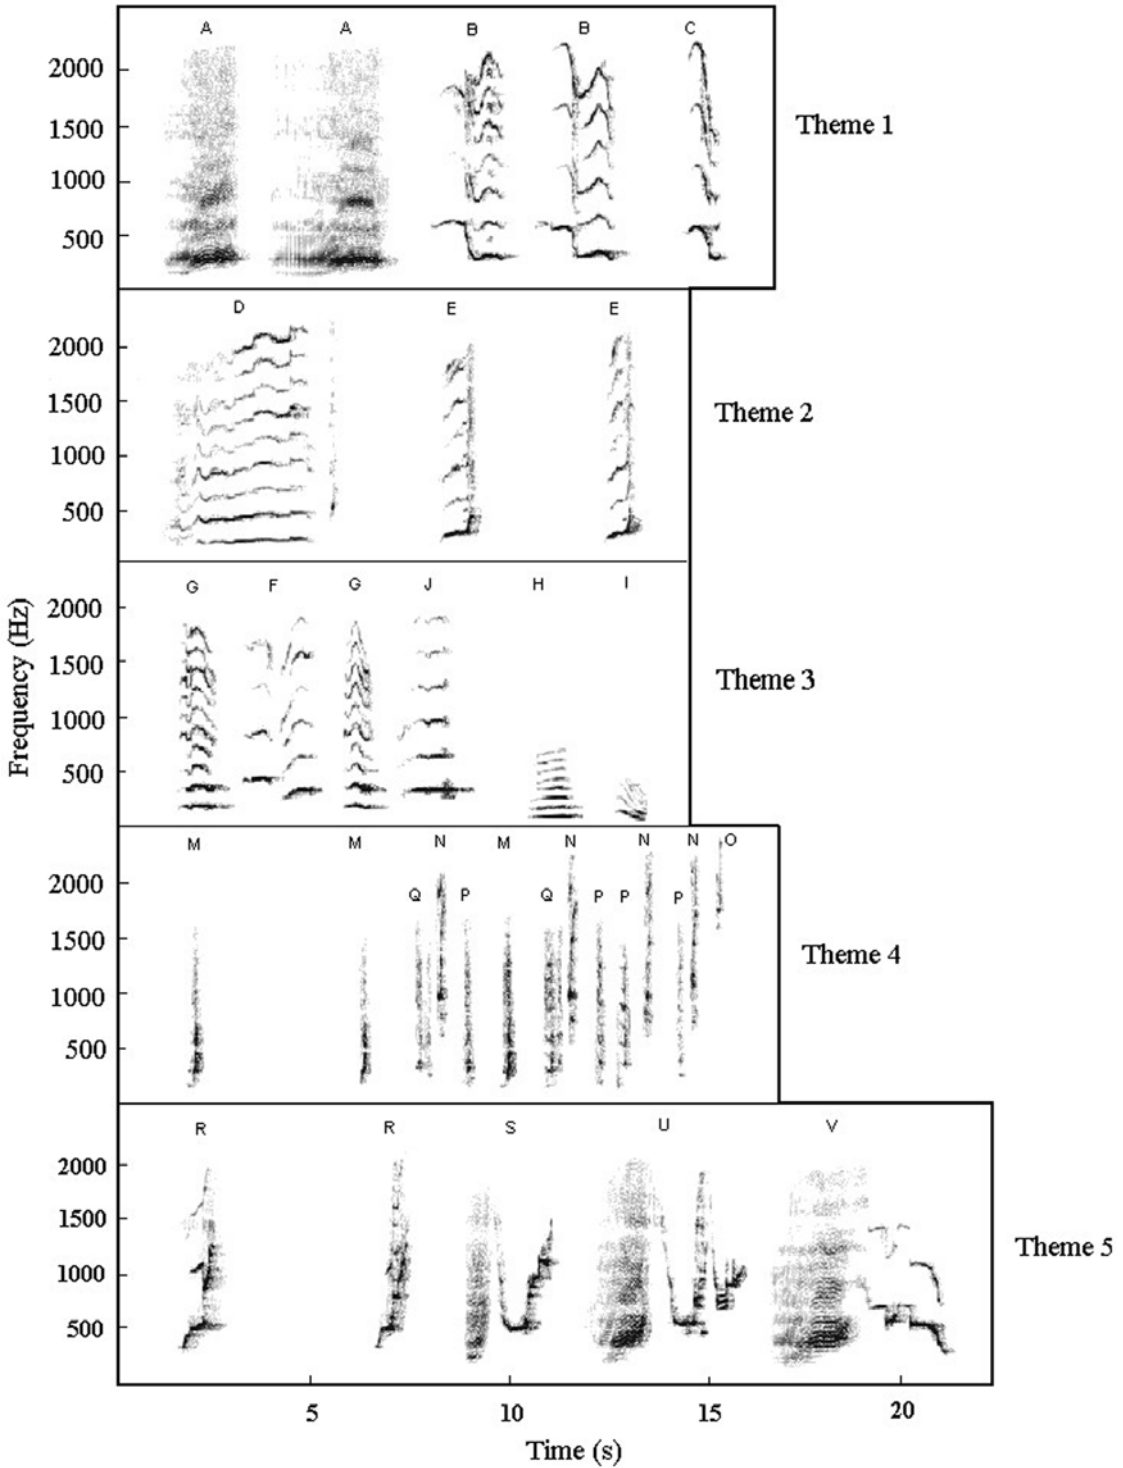 A A B B C
2000
1500
1000
500
Theme 1
D E E
2000
1500
1000
500
Theme 2
G F G J H I
2000
1500
1000
500
Theme 3
Frequency (Hz)
M M N M N N N O
Q P Q P P P
2000
1500
1000
500
Theme 4
R R S U V
2000
1500
1000
500
Theme 5
5 10 15 20
Time (s)